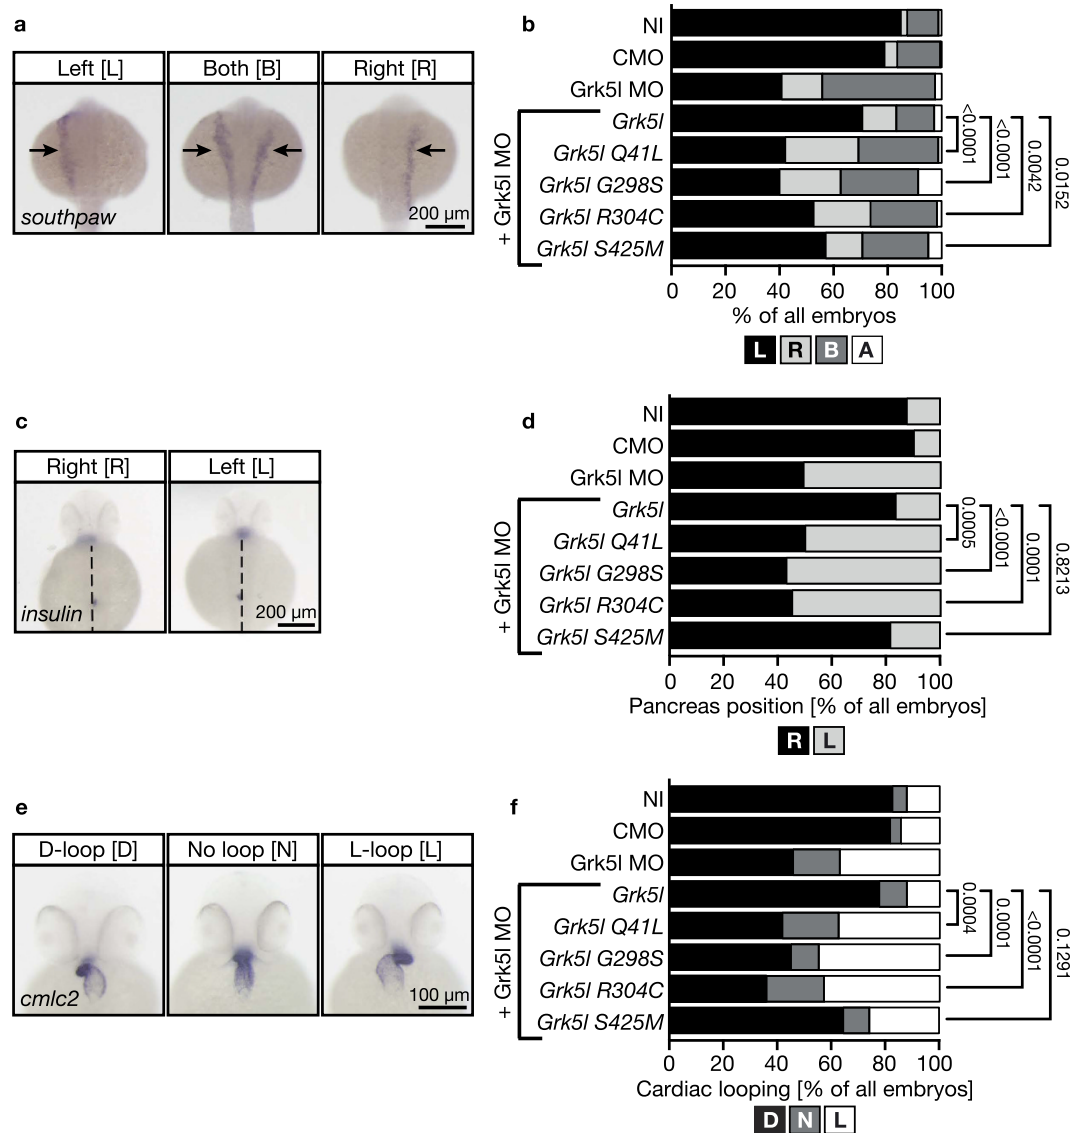 a
Left [L]
Both [B]
Right [R]
southpaw
200 µm
b
NI
CMO
Grk5l MO
+ Grk5l MO
Grk5l
Grk5l Q41L
Grk5l G298S
Grk5l R304C
Grk5l S425M
<0.0001
<0.0001
0.0042
0.0152
0 20 40 60 80 100
% of all embryos
L R B A
c
Right [R]
Left [L]
insulin
200 µm
d
NI
CMO
Grk5l MO
+ Grk5l MO
Grk5l
Grk5l Q41L
Grk5l G298S
Grk5l R304C
Grk5l S425M
0.0005
<0.0001
0.0001
0.8213
0 20 40 60 80 100
Pancreas position [% of all embryos]
R L
e
D-loop [D]
No loop [N]
L-loop [L]
cmlc2
100 µm
f
NI
CMO
Grk5l MO
+ Grk5l MO
Grk5l
Grk5l Q41L
Grk5l G298S
Grk5l R304C
Grk5l S425M
0.0004
0.0001
<0.0001
0.1291
0 20 40 60 80 100
Cardiac looping [% of all embryos]
D N L